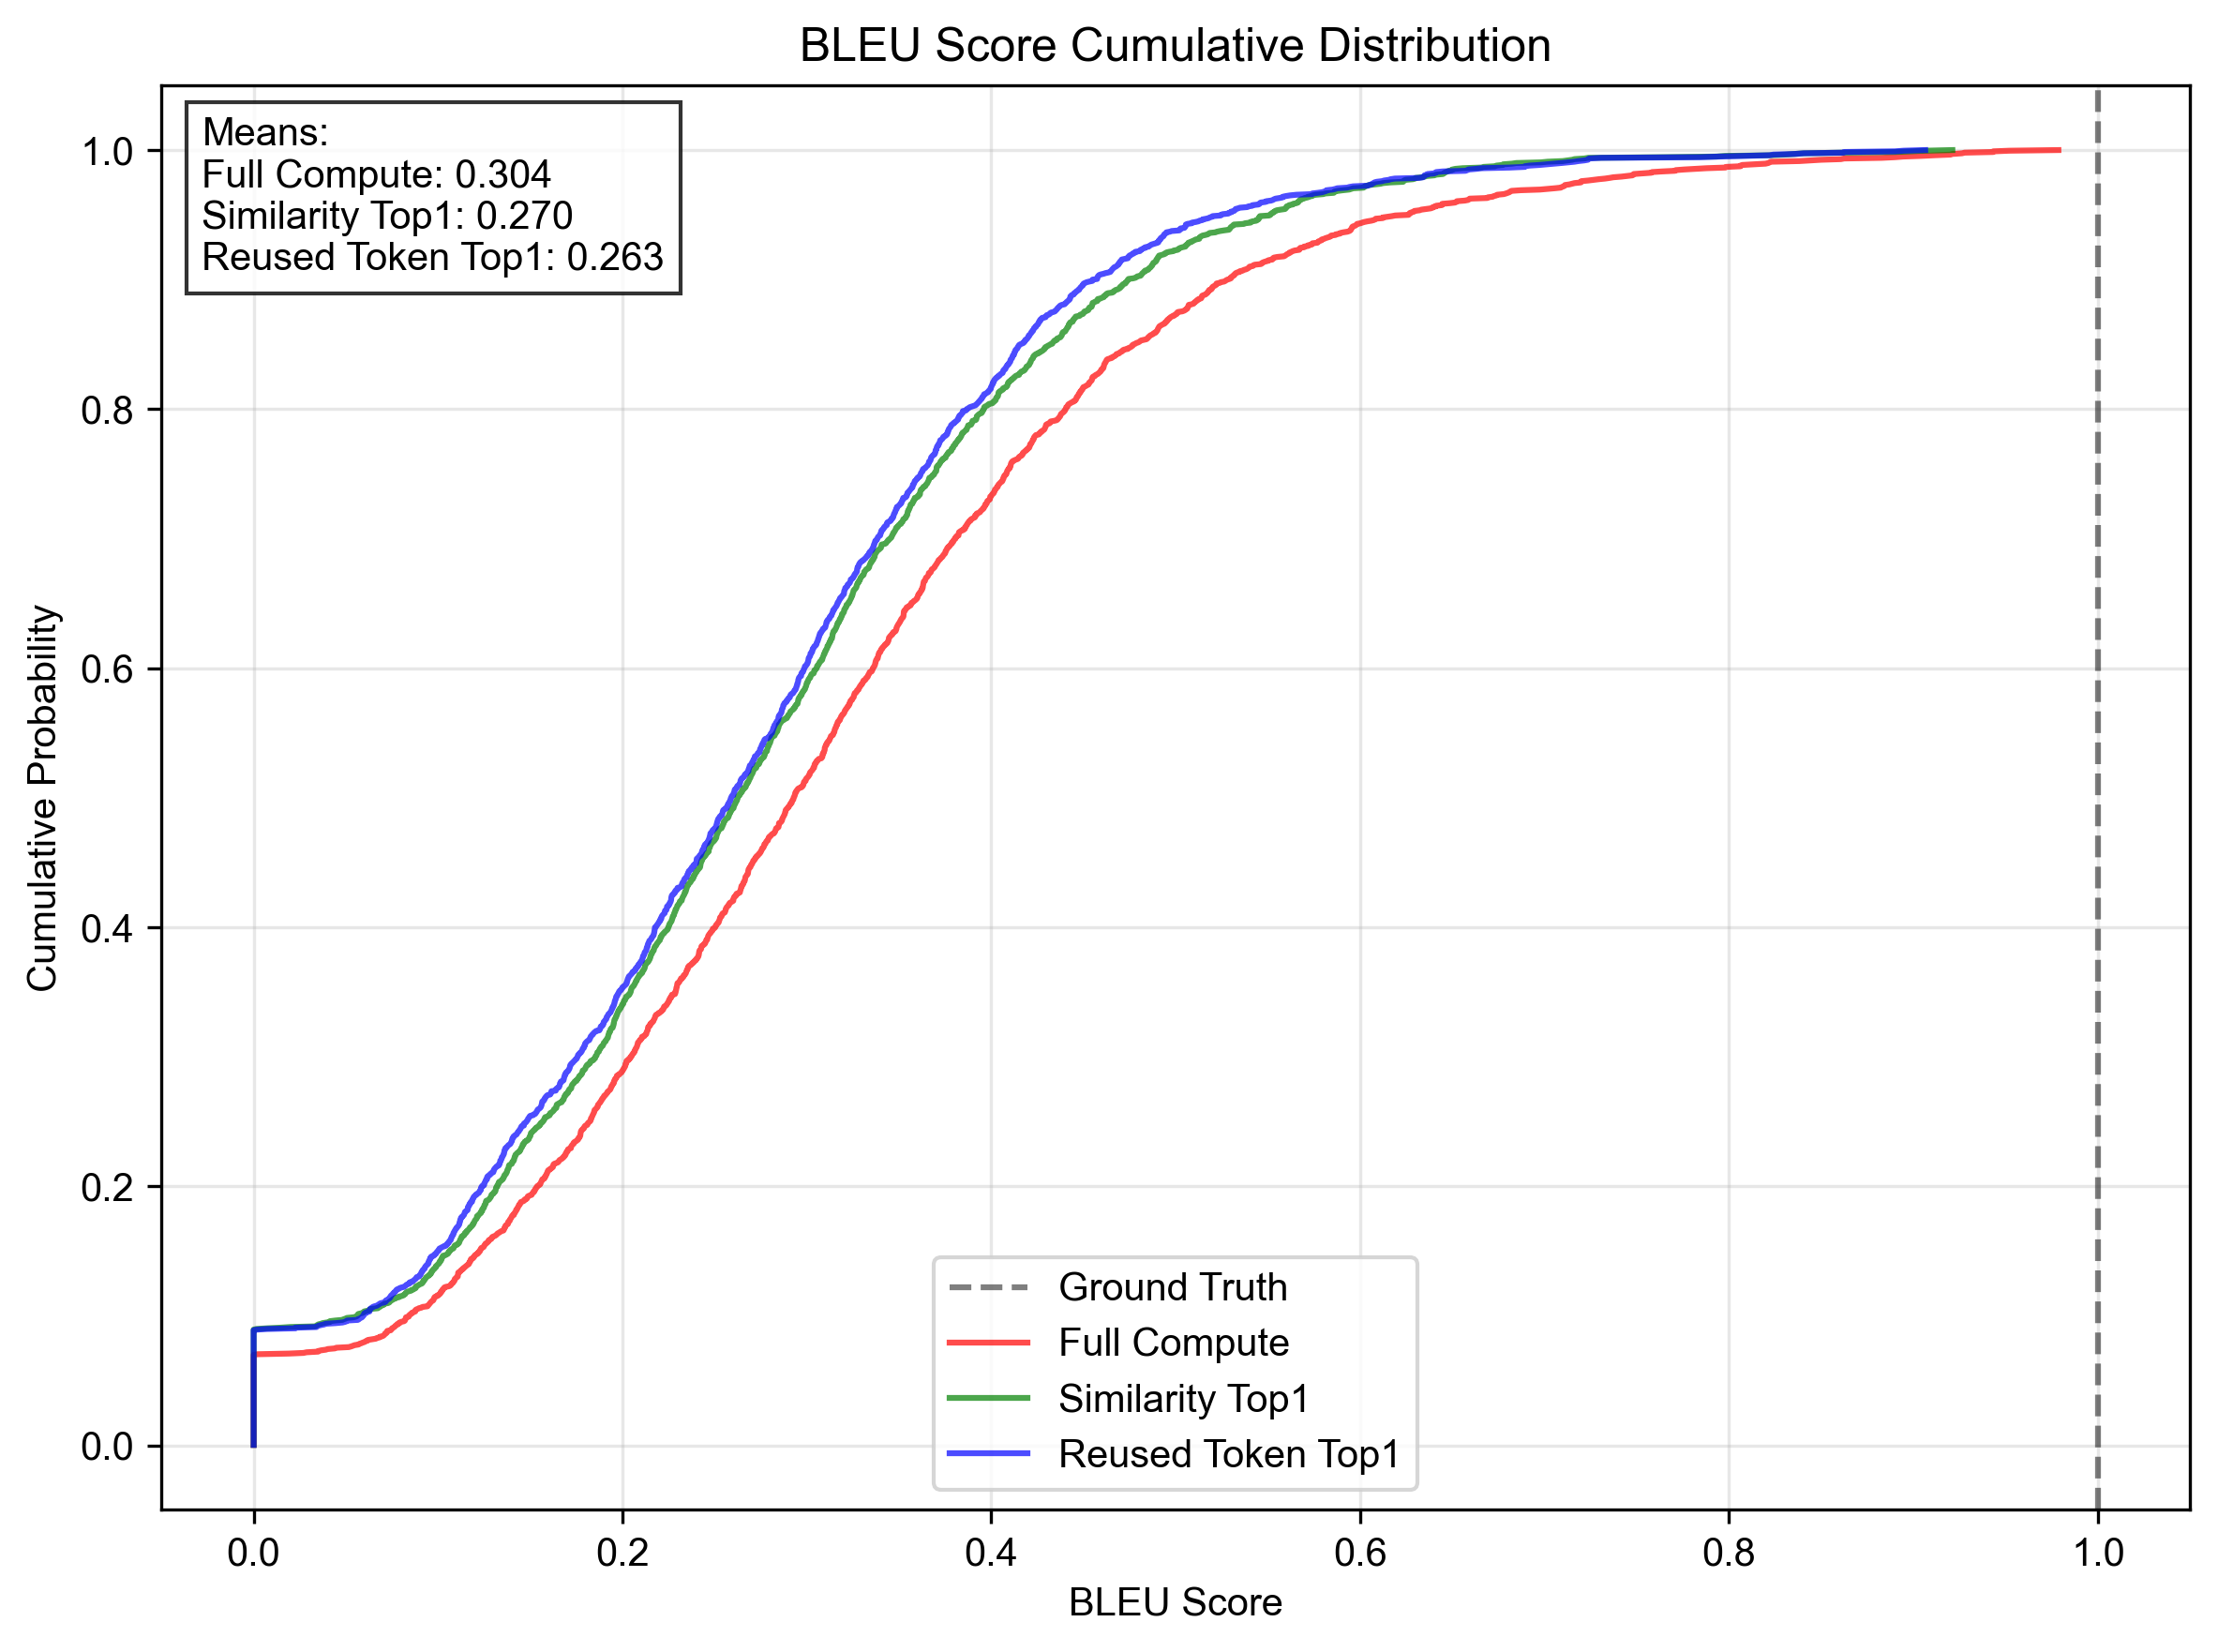 BLEU Score Cumulative Distribution
Means:
Full Compute: 0.304
Similarity Top1: 0.270
Reused Token Top1: 0.263
Cumulative Probability
1.0
0.8
0.6
0.4
0.2
0.0
Ground Truth
Full Compute
Similarity Top1
Reused Token Top1
0.0 0.2 0.4 0.6 0.8 1.0
BLEU Score